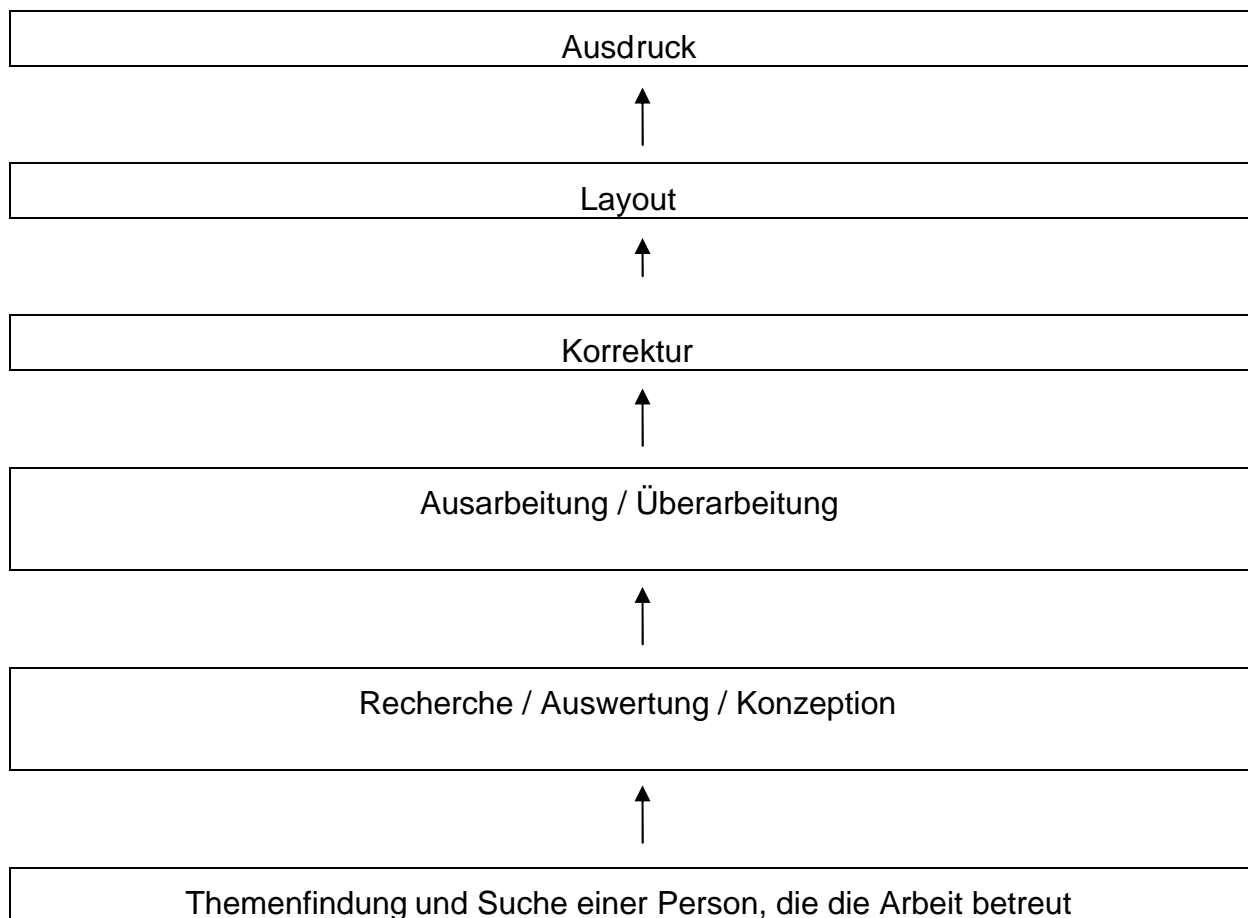 Ausdruck
Layout
Korrektur
Ausarbeitung / Überarbeitung
Recherche / Auswertung / Konzeption
Themenfindung und Suche einer Person, die die Arbeit betreut